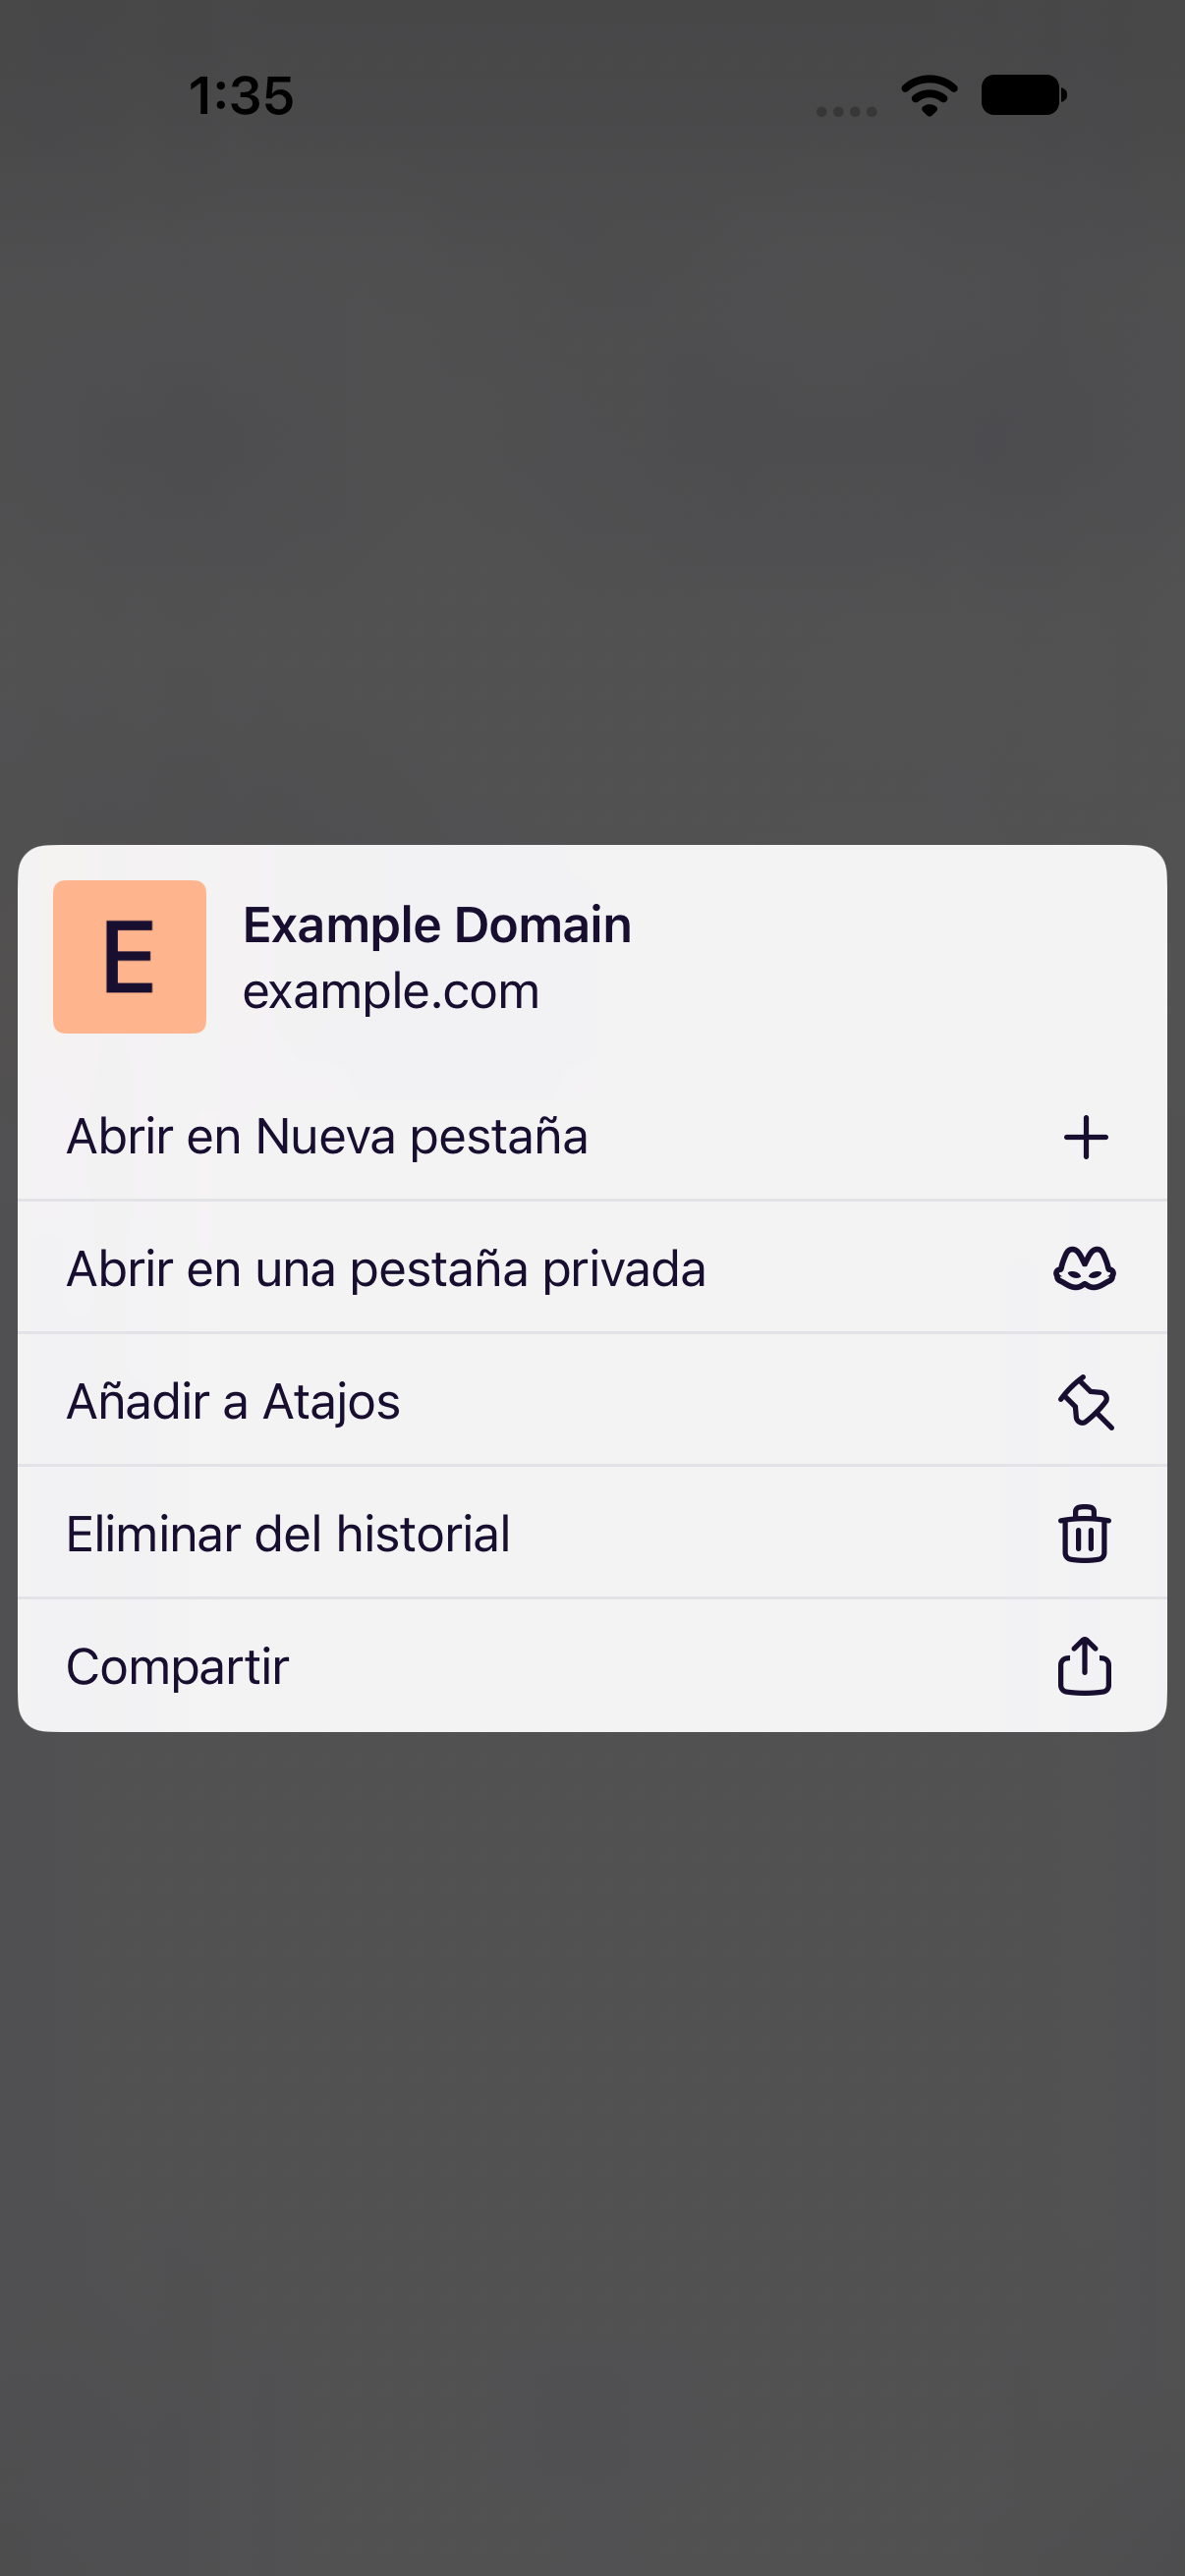 1:35
E
Example Domain
example.com
Abrir en Nueva pestaña
Abrir en una pestaña privada
Añadir a Atajos
Eliminar del historial
Compartir